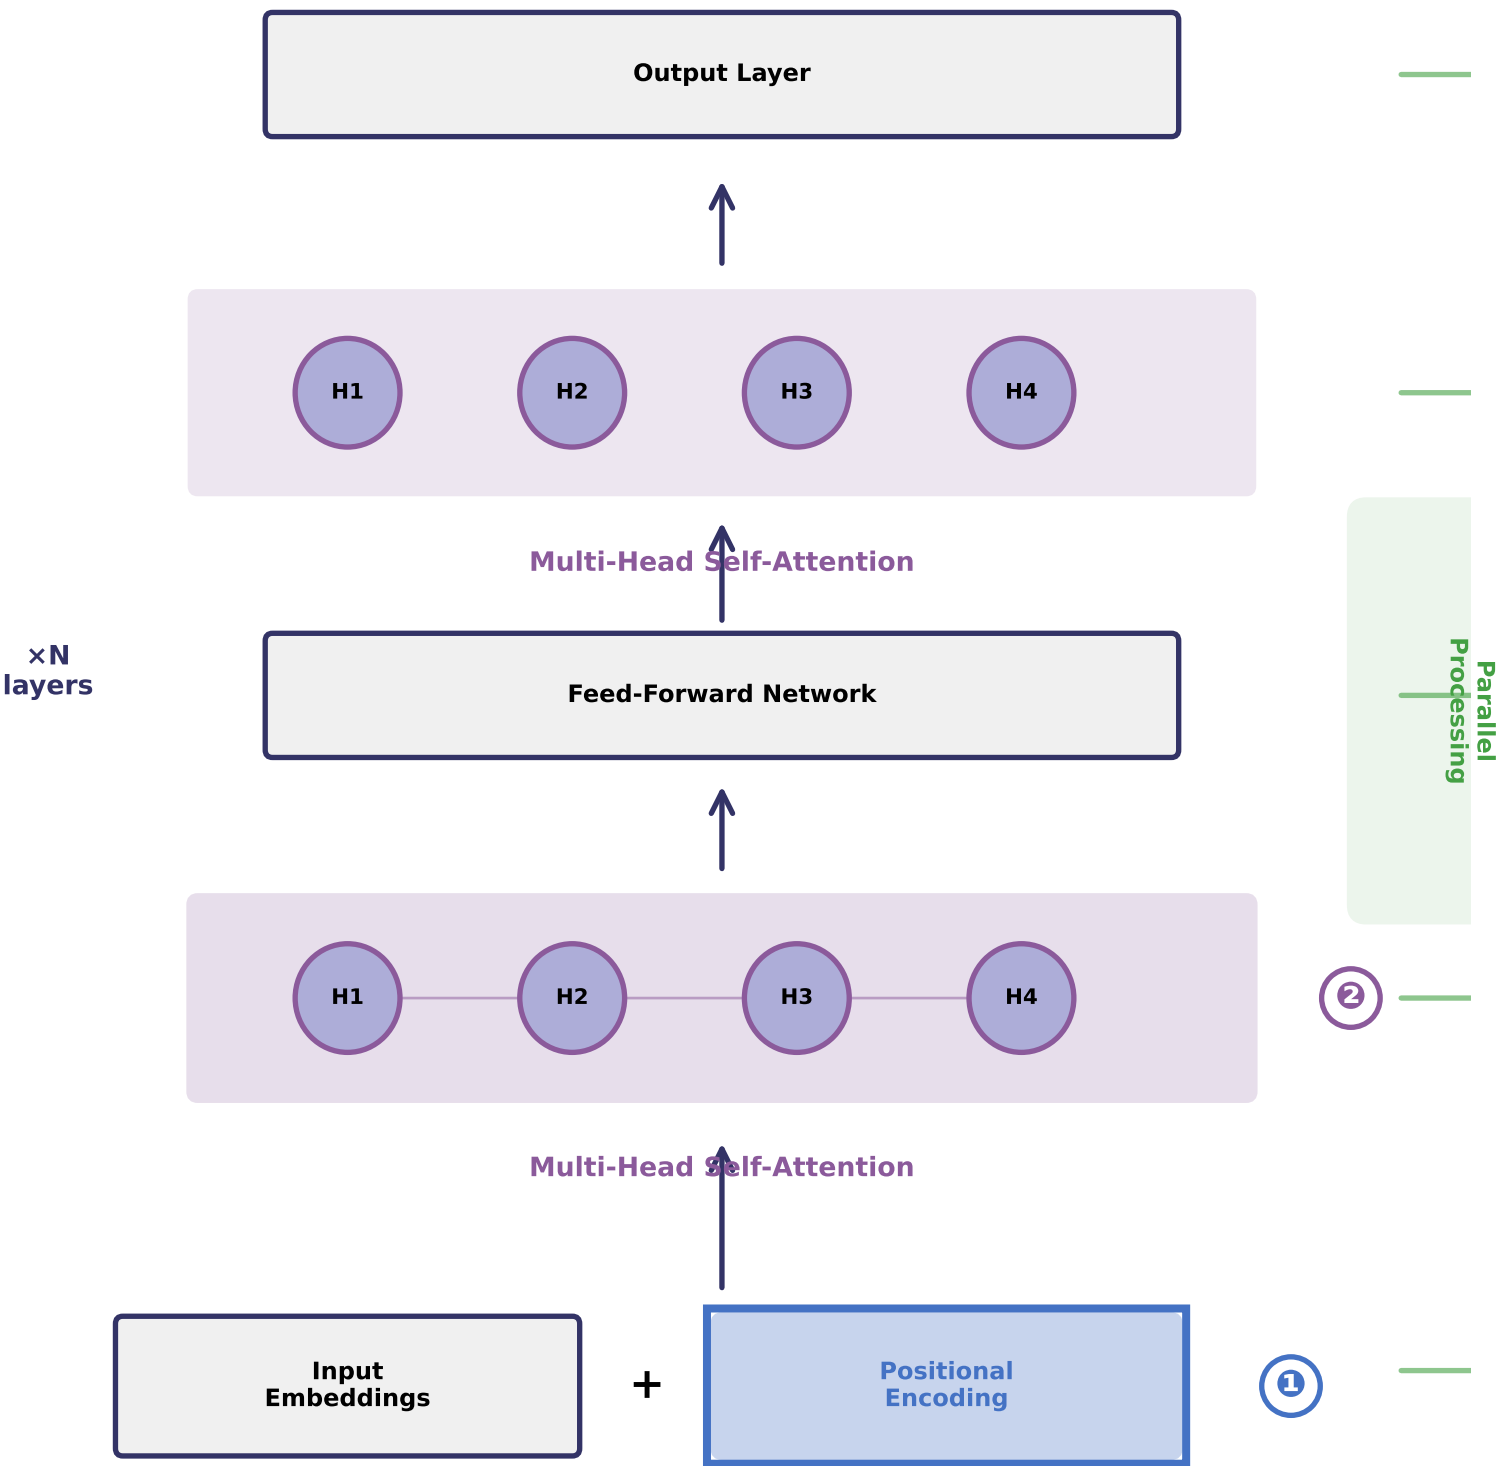 Output Layer
H1 H2 H3 H4
Multi-Head Self-Attention
×N
layers
Feed-Forward Network
Parallel
Processing
H1 H2 H3 H4
❷
Multi-Head Self-Attention
Input
Embeddings
+
Positional
Encoding
❶